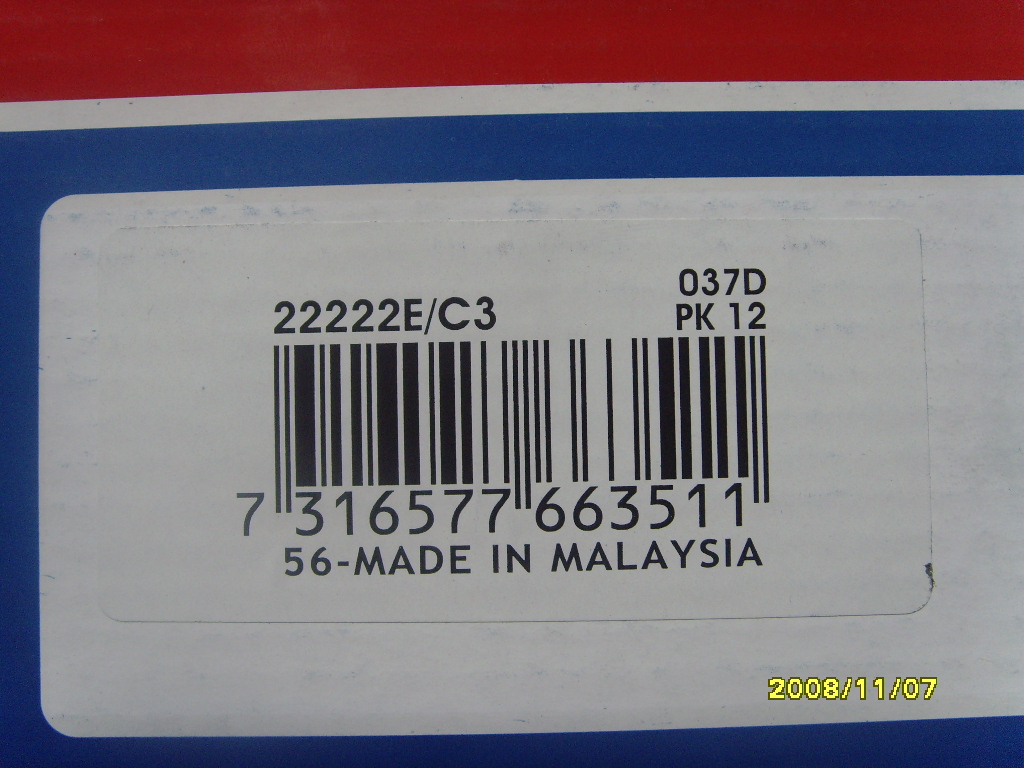 037D
22222E/C3 PK 12
7 316577 663511
56-MADE IN MALAYSIA
2008/11/07